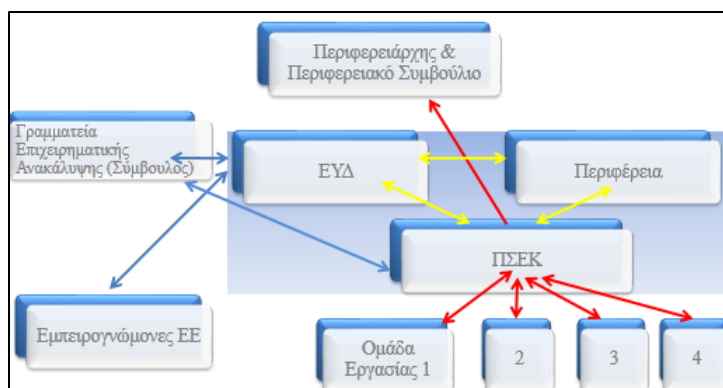 Περιφερειάρχης &
Περιφερειακό Συμβούλιο
Γραμματεία
Επιχειρηματικής
Ανακάλυψης (Σύμβουλος)
ΕΥΔ
Περιφέρεια
ΠΣΕΚ
Εμπειρογνώμονες ΕΕ
Ομάδα
Εργασίας 1
2
3
4